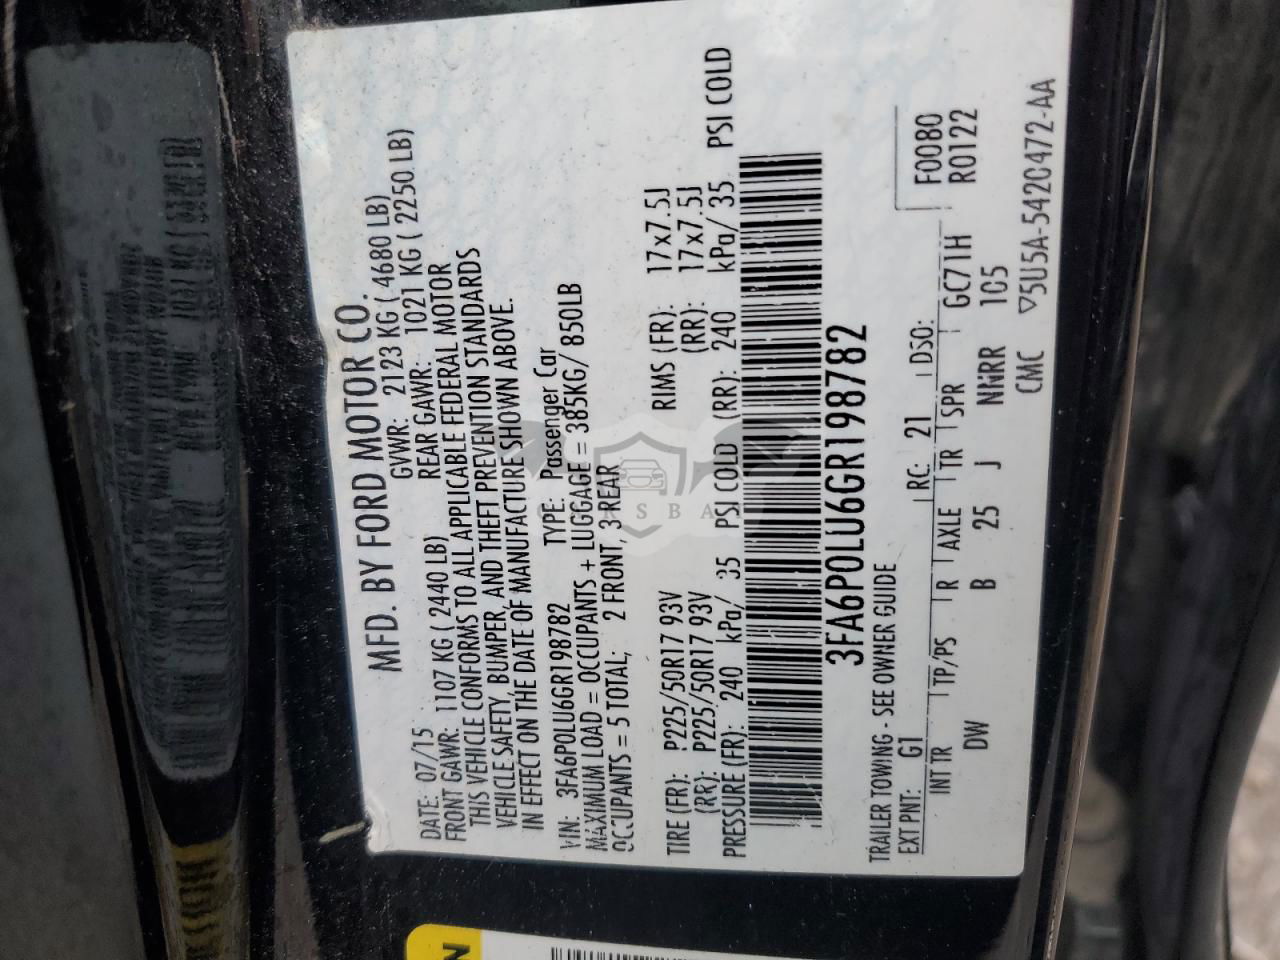 MFD. BY FORD MOTOR CO.
DATE: 07/15 GVWR: 2123 KG ( 4680 LB)
FRONT GAWR: 1107 KG ( 2440 LB) REAR GAWR: 1021 KG ( 2250 LB)
THIS VEHICLE CONFORMS TO ALL APPLICABLE FEDERAL MOTOR
VEHICLE SAFETY, BUMPER, AND THEFT PREVENTION STANDARDS
IN EFFECT ON THE DATE OF MANUFACTURE SHOWN ABOVE.
VIN: 3FA6P0LU6GR198782 TYPE: Passenger Car
MAXIMUM LOAD = OCCUPANTS + LUGGAGE = 385KG/ 850LB
OCCUPANTS = 5 TOTAL; 2 FRONT, 3 REAR
TIRE (FR): P225/50R17 93V RIMS (FR): 17x7.5J
(RR): P225/50R17 93V (RR): 17x7.5J
PRESSURE (FR): 240 kPa/ 35 PSI COLD (RR): 240 kPa/ 35 PSI COLD
3FA6P0LU6GR198782
TRAILER TOWING - SEE OWNER GUIDE
EXT PNT: G1 RC: 21 DSO: F0080
INT TR TP/PS R AXLE TR SPR GC71H R0122
DW B 25 J NWRR 1G5
CMC ▽5U5A-5420472-AA
RSBA
N